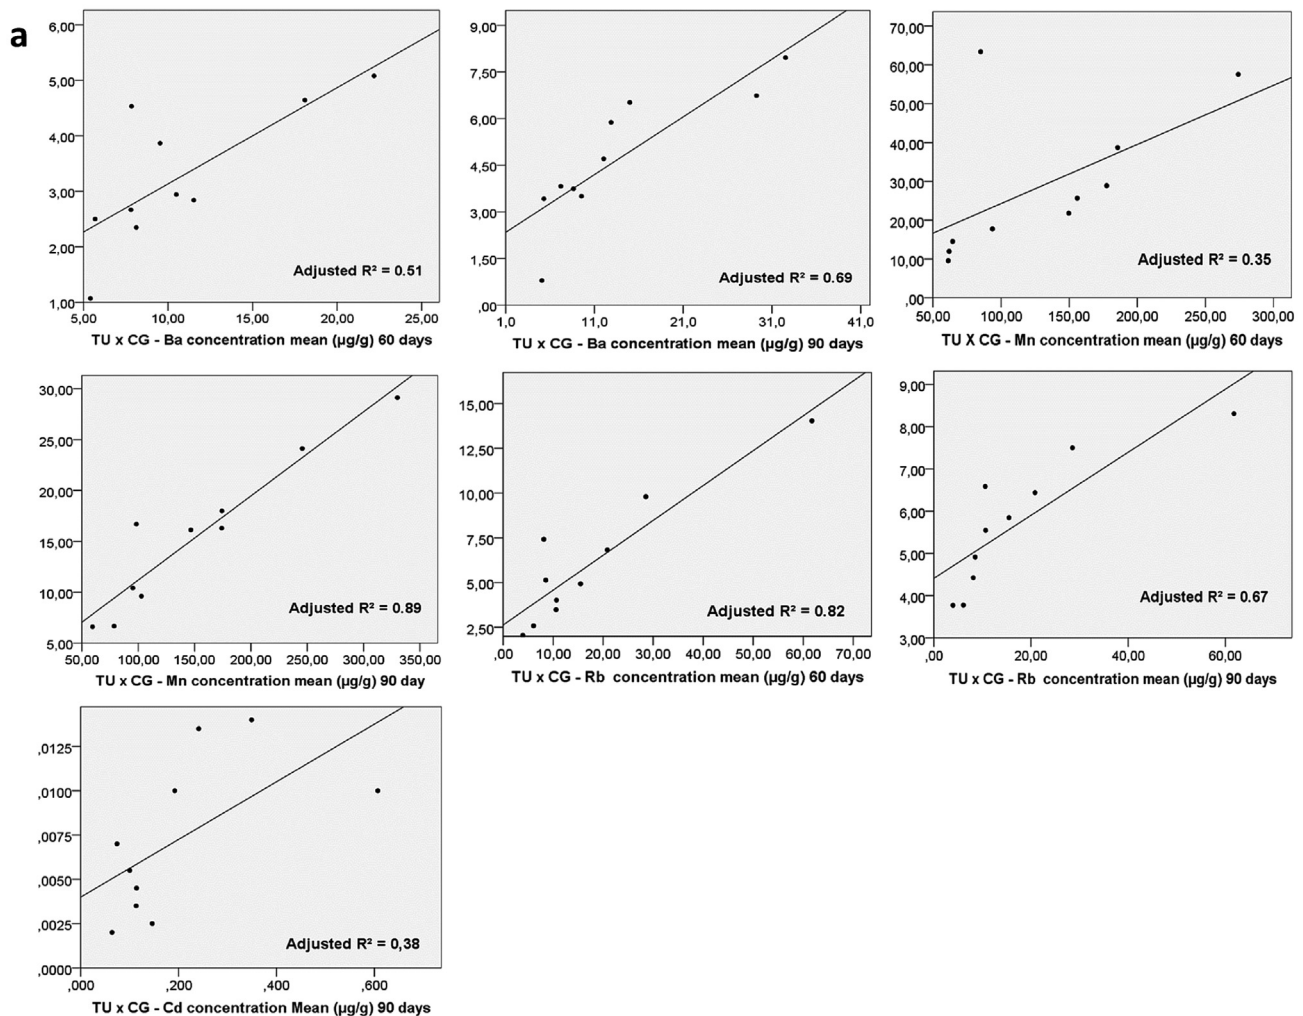 a
6,00
5,00
4,00
3,00
2,00
1,00
Adjusted R² = 0.51
5,00 10,00 15,00 20,00 25,00
TU x CG - Ba concentration mean (µg/g) 60 days
9,00
7,50
6,00
4,50
3,00
1,50
,00
Adjusted R² = 0.69
1,0 11,0 21,0 31,0 41,0
TU x CG - Ba concentration mean (µg/g) 90 days
70,00
60,00
50,00
40,00
30,00
20,00
10,00
,00
Adjusted R² = 0.35
50,00 100,00 150,00 200,00 250,00 300,00
TU X CG - Mn concentration mean (µg/g) 60 days
30,00
25,00
20,00
15,00
10,00
5,00
Adjusted R² = 0.89
50,00 100,00 150,00 200,00 250,00 300,00 350,00
TU x CG - Mn concentration mean (µg/g) 90 day
15,00
12,50
10,00
7,50
5,00
2,50
Adjusted R² = 0.82
,00 10,00 20,00 30,00 40,00 50,00 60,00 70,00
TU x CG - Rb concentration mean (µg/g) 60 days
9,00
8,00
7,00
6,00
5,00
4,00
3,00
Adjusted R² = 0.67
,00 20,00 40,00 60,00
TU x CG - Rb concentration mean (µg/g) 90 days
,0125
,0100
,0075
,0050
,0025
,0000
Adjusted R² = 0,38
,000 ,200 ,400 ,600
TU x CG - Cd concentration Mean (µg/g) 90 days